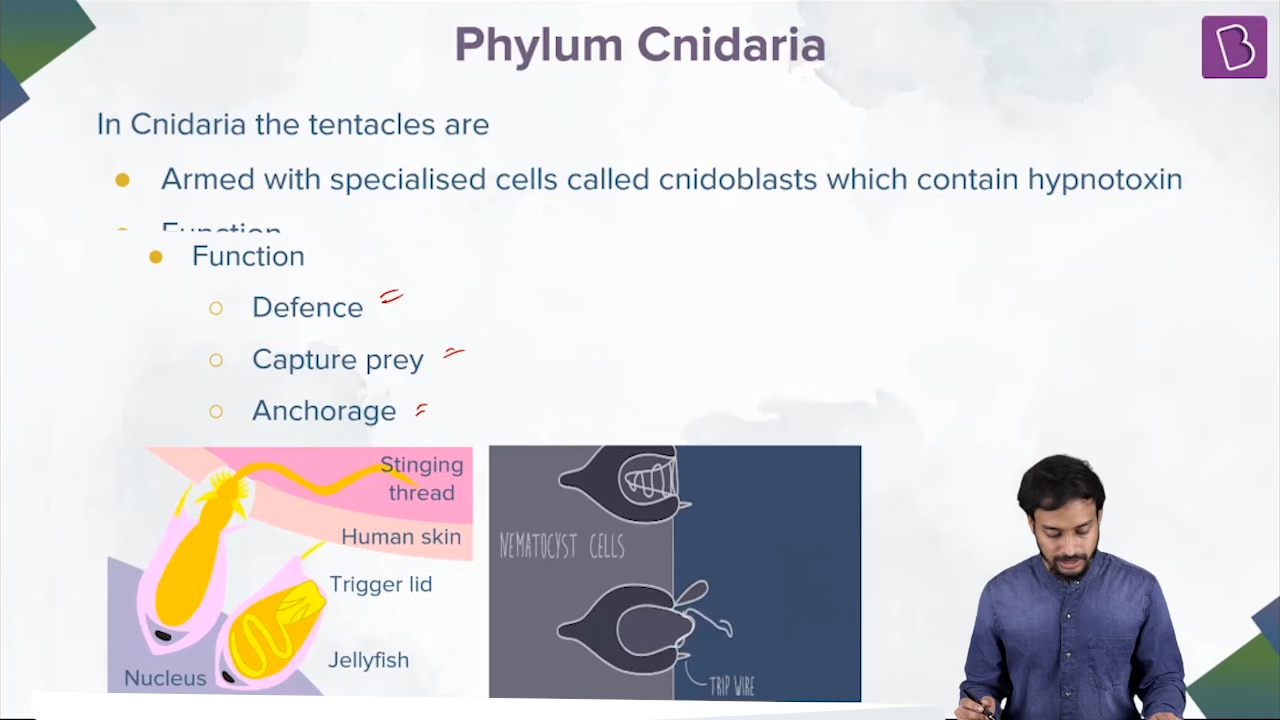 Phylum Cnidaria
B
In Cnidaria the tentacles are
Armed with specialised cells called cnidoblasts which contain hypnotoxin
Function
Function
Defence
Capture prey
Anchorage
Stinging
thread
Human skin
Trigger lid
Jellyfish
Nucleus
NEMATOCYST CELLS
TRIP WIRE